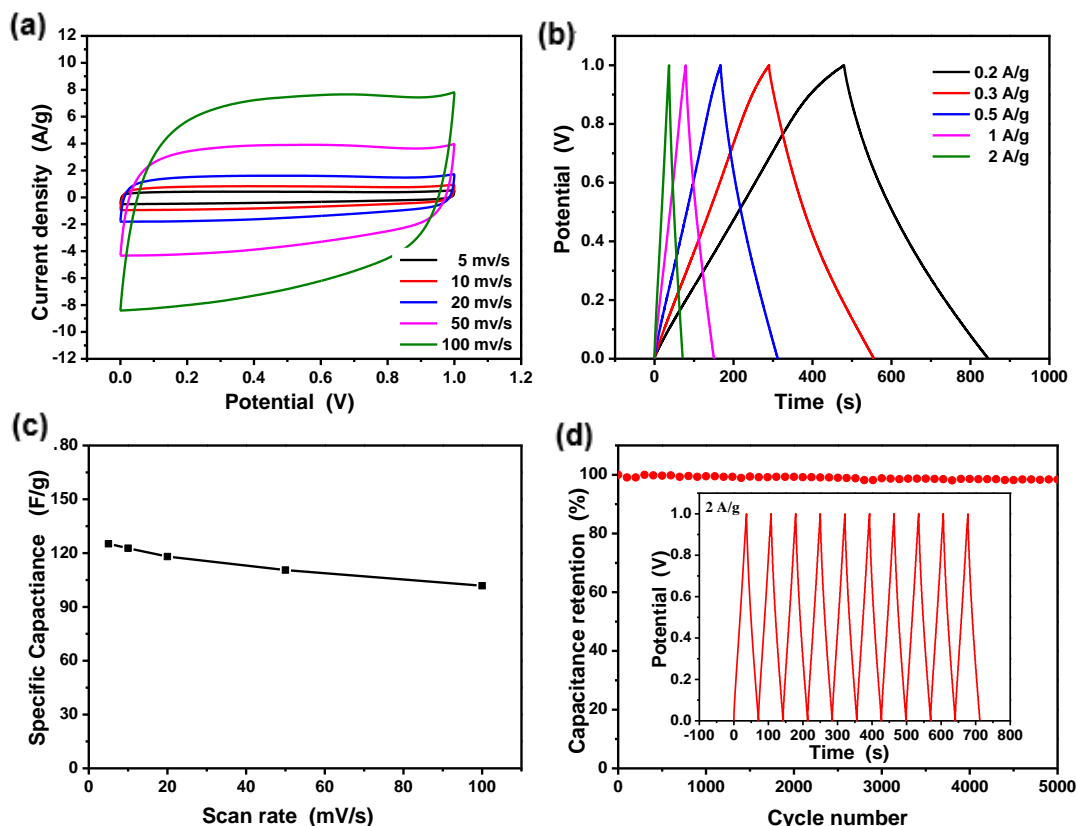 (a)
12
10
8
6
4
2
0
-2
-4
-6
-8
-10
-12
Current density (A/g)
5 mv/s
10 mv/s
20 mv/s
50 mv/s
100 mv/s
0.0 0.2 0.4 0.6 0.8 1.0 1.2
Potential (V)
(b)
1.0
0.8
0.6
0.4
0.2
0.0
Potential (V)
0.2 A/g
0.3 A/g
0.5 A/g
1 A/g
2 A/g
0 200 400 600 800 1000
Time (s)
(c)
.80
150
120
90
60
30
0
Specific Capactiance (F/g)
0 20 40 60 80 100
Scan rate (mV/s)
(d)
100
80
60
40
20
0
Capacitance retention (%)
2 A/g
1.0
0.8
0.6
0.4
0.2
0.0
Potential (V)
-100 0 100 200 300 400 500 600 700 800
Time (s)
0 1000 2000 3000 4000 5000
Cycle number